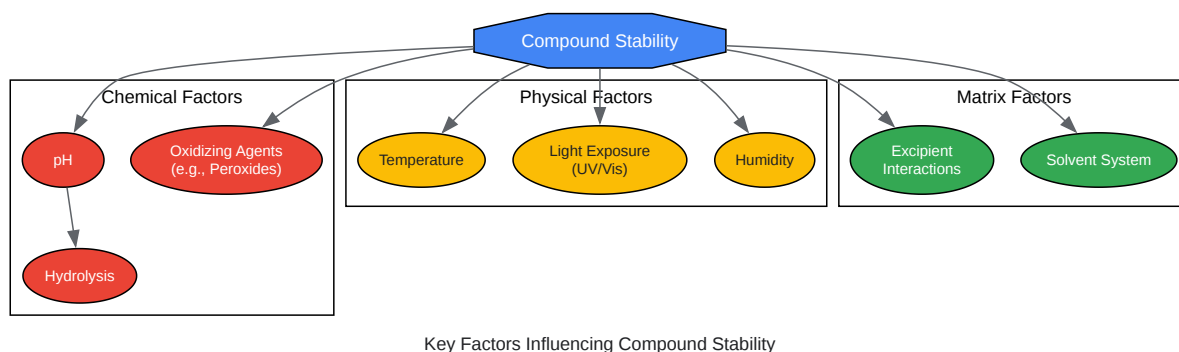 Compound Stability
Chemical Factors
Physical Factors
Matrix Factors
pH
Oxidizing Agents
(e.g., Peroxides)
Temperature
Light Exposure
(UV/Vis)
Humidity
Excipient
Interactions
Solvent System
Hydrolysis
Key Factors Influencing Compound Stability